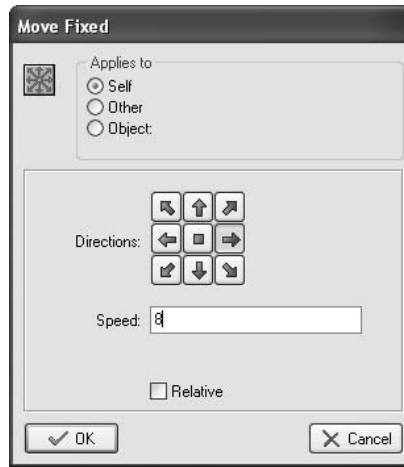 Move Fixed
Applies to
Self
Other
Object:
Directions:
Speed: 8
Relative
OK
Cancel